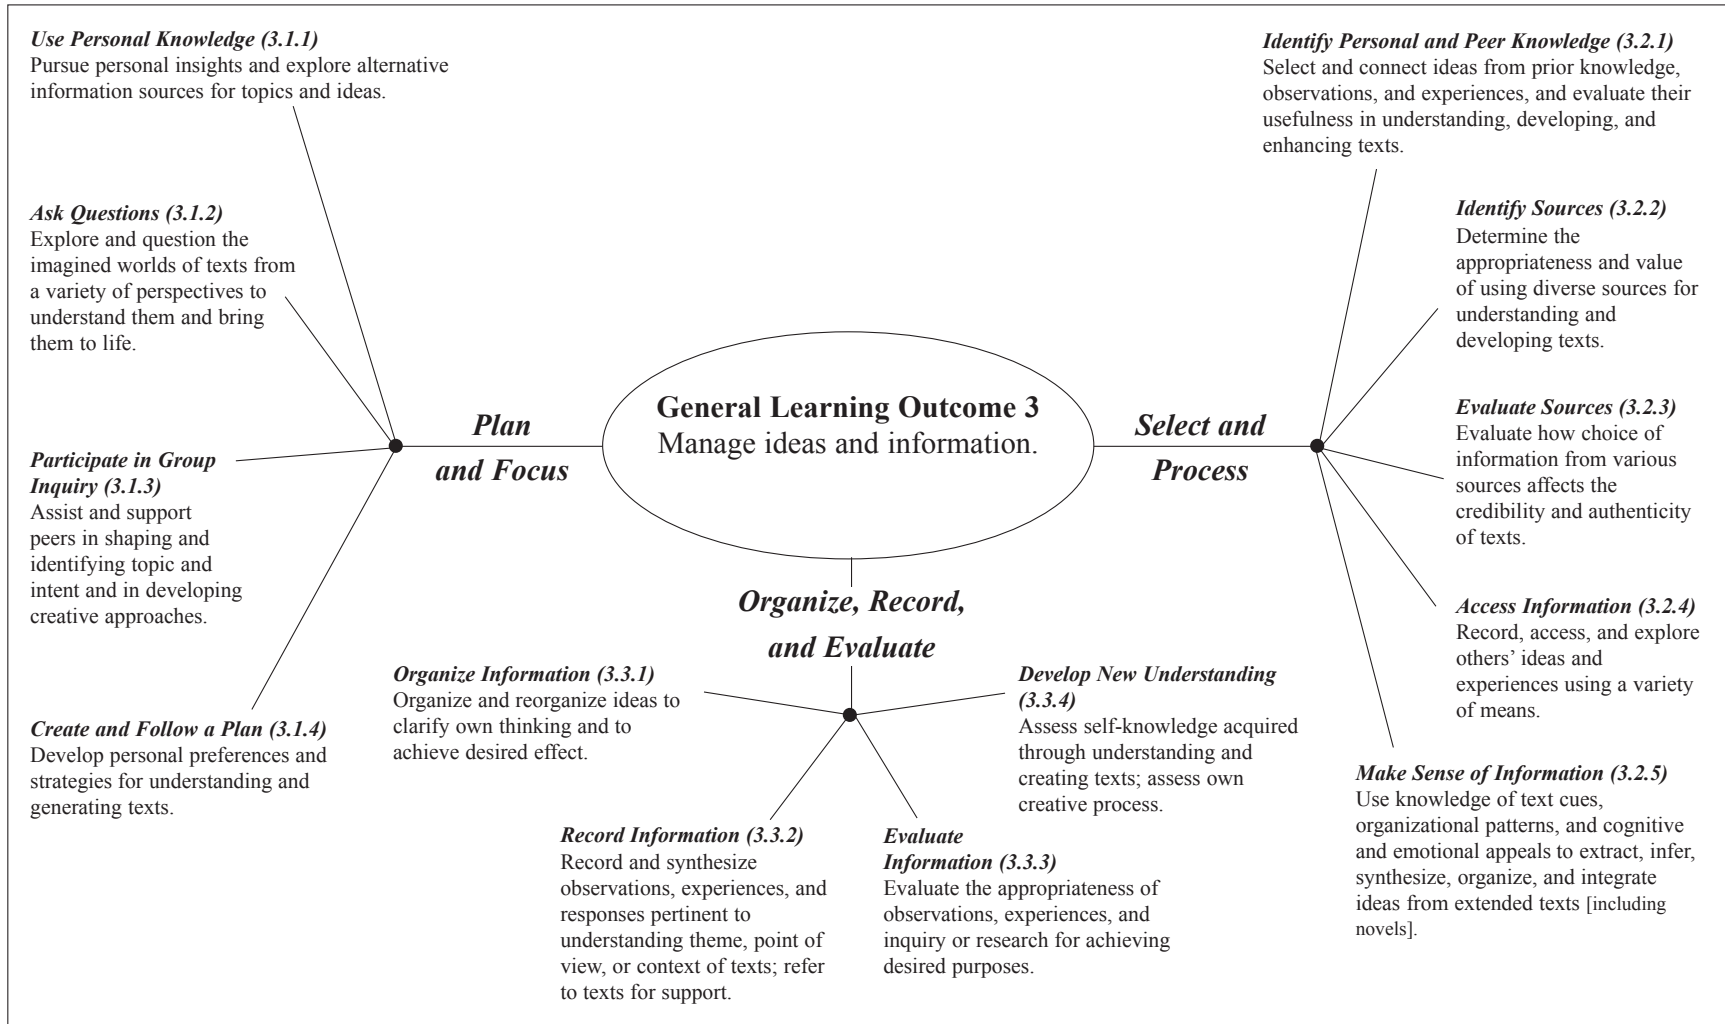 General Learning Outcome 3
Manage ideas and information.
Plan
and Focus
Use Personal Knowledge (3.1.1)
Pursue personal insights and explore alternative
information sources for topics and ideas.
Ask Questions (3.1.2)
Explore and question the
imagined worlds of texts from
a variety of perspectives to
understand them and bring
them to life.
Participate in Group
Inquiry (3.1.3)
Assist and support
peers in shaping and
identifying topic and
intent and in developing
creative approaches.
Create and Follow a Plan (3.1.4)
Develop personal preferences and
strategies for understanding and
generating texts.
Select and
Process
Identify Personal and Peer Knowledge (3.2.1)
Select and connect ideas from prior knowledge,
observations, and experiences, and evaluate their
usefulness in understanding, developing, and
enhancing texts.
Identify Sources (3.2.2)
Determine the
appropriateness and value
of using diverse sources for
understanding and
developing texts.
Evaluate Sources (3.2.3)
Evaluate how choice of
information from various
sources affects the
credibility and authenticity
of texts.
Access Information (3.2.4)
Record, access, and explore
others’ ideas and
experiences using a variety
of means.
Make Sense of Information (3.2.5)
Use knowledge of text cues,
organizational patterns, and cognitive
and emotional appeals to extract, infer,
synthesize, organize, and integrate
ideas from extended texts [including
novels].
Organize, Record,
and Evaluate
Organize Information (3.3.1)
Organize and reorganize ideas to
clarify own thinking and to
achieve desired effect.
Record Information (3.3.2)
Record and synthesize
observations, experiences, and
responses pertinent to
understanding theme, point of
view, or context of texts; refer
to texts for support.
Evaluate
Information (3.3.3)
Evaluate the appropriateness of
observations, experiences, and
inquiry or research for achieving
desired purposes.
Develop New Understanding
(3.3.4)
Assess self-knowledge acquired
through understanding and
creating texts; assess own
creative process.